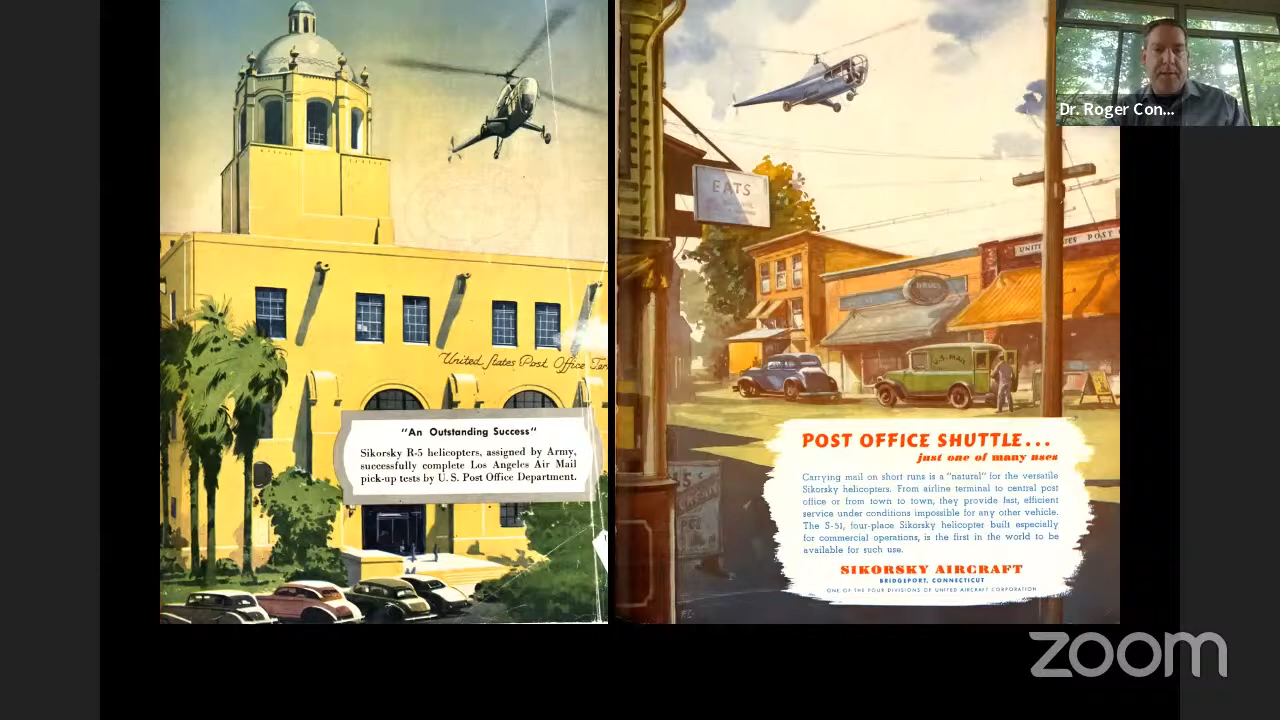 United States Post Office Ter
"An Outstanding Success"
Sikorsky R-5 helicopters, assigned by Army,
successfully complete Los Angeles Air Mail
pick-up tests by U. S. Post Office Department.
EATS
DRUGS
UNITED STATES POST
U.S. MAIL
POST OFFICE SHUTTLE...
just one of many uses
Carrying mail on short runs is a "natural" for the versatile
Sikorsky helicopters. From airline terminal to central post
office or from town to town, they provide fast, efficient
service under conditions impossible for any other vehicle.
The S-51, four-place Sikorsky helicopter built especially
for commercial operations, is the first in the world to be
available for such use.
SIKORSKY AIRCRAFT
BRIDGEPORT, CONNECTICUT
ONE OF THE FOUR DIVISIONS OF UNITED AIRCRAFT CORPORATION
Dr. Roger Con...
zoom